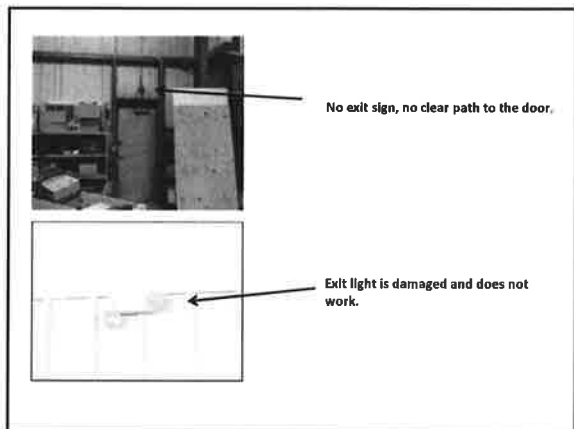 No exit sign, no clear path to the door.
Exit light is damaged and does not
work.